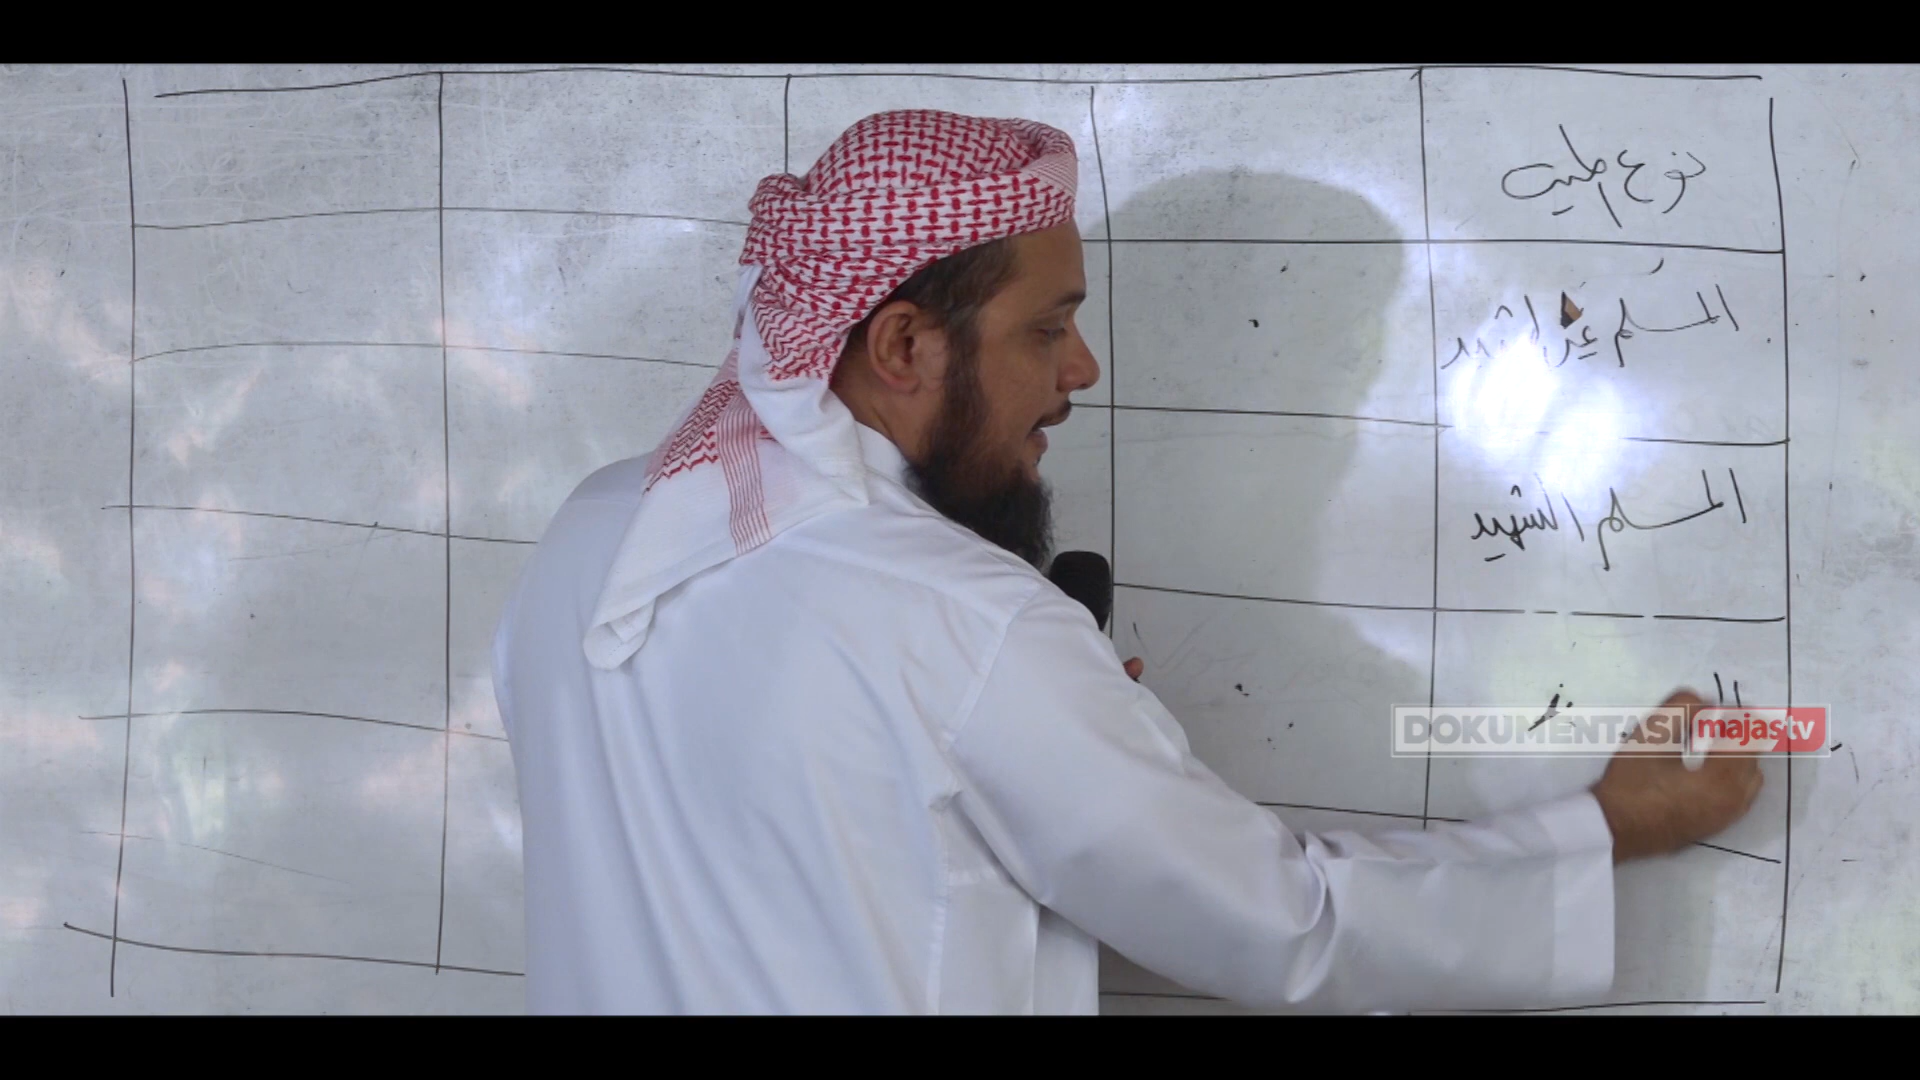 نوع الميت
المسلم غير الشهيد
المسلم الشهيد
DOKUMENTASI majastv